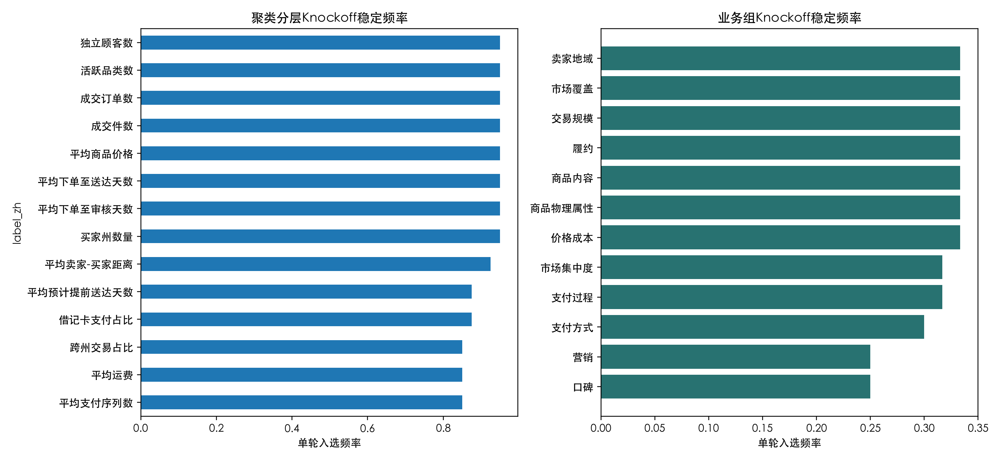 聚类分层Knockoff稳定频率
label_zh
独立顾客数
活跃品类数
成交订单数
成交件数
平均商品价格
平均下单至送达天数
平均下单至审核天数
买家州数量
平均卖家-买家距离
平均预计提前送达天数
借记卡支付占比
跨州交易占比
平均运费
平均支付序列数
0.0 0.2 0.4 0.6 0.8
单轮入选频率
业务组Knockoff稳定频率
卖家地域
市场覆盖
交易规模
履约
商品内容
商品物理属性
价格成本
市场集中度
支付过程
支付方式
营销
口碑
0.00 0.05 0.10 0.15 0.20 0.25 0.30 0.35
单轮入选频率